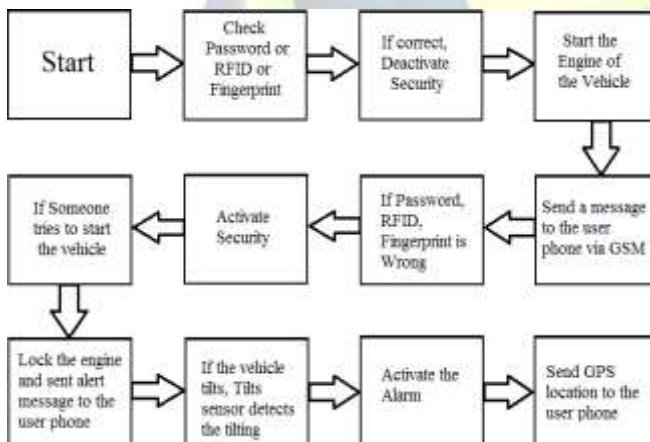 Start
Check
Password or
RFID or
Fingerprint
If correct,
Deactivate
Security
Start the
Engine of
the Vehicle
Send a message
to the user
phone via GSM
If Password,
RFID,
Fingerprint is
Wrong
Activate
Security
If Someone
tries to start
the vehicle
Lock the engine
and sent alert
message to the
user phone
If the vehicle
tilts, Tilts
sensor detects
the tilting
Activate the
Alarm
Send GPS
location to the
user phone